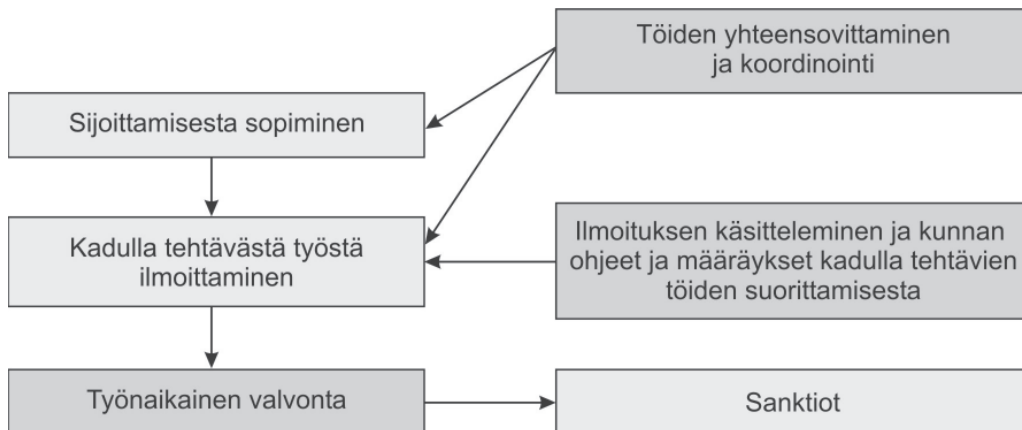 Töiden yhteensovittaminen
ja koordinointi
Sijoittamisesta sopiminen
Kadulla tehtävästä työstä
ilmoittaminen
Ilmoituksen käsitteleminen ja kunnan
ohjeet ja määräykset kadulla tehtävien
töiden suorittamisesta
Työnaikainen valvonta
Sanktiot